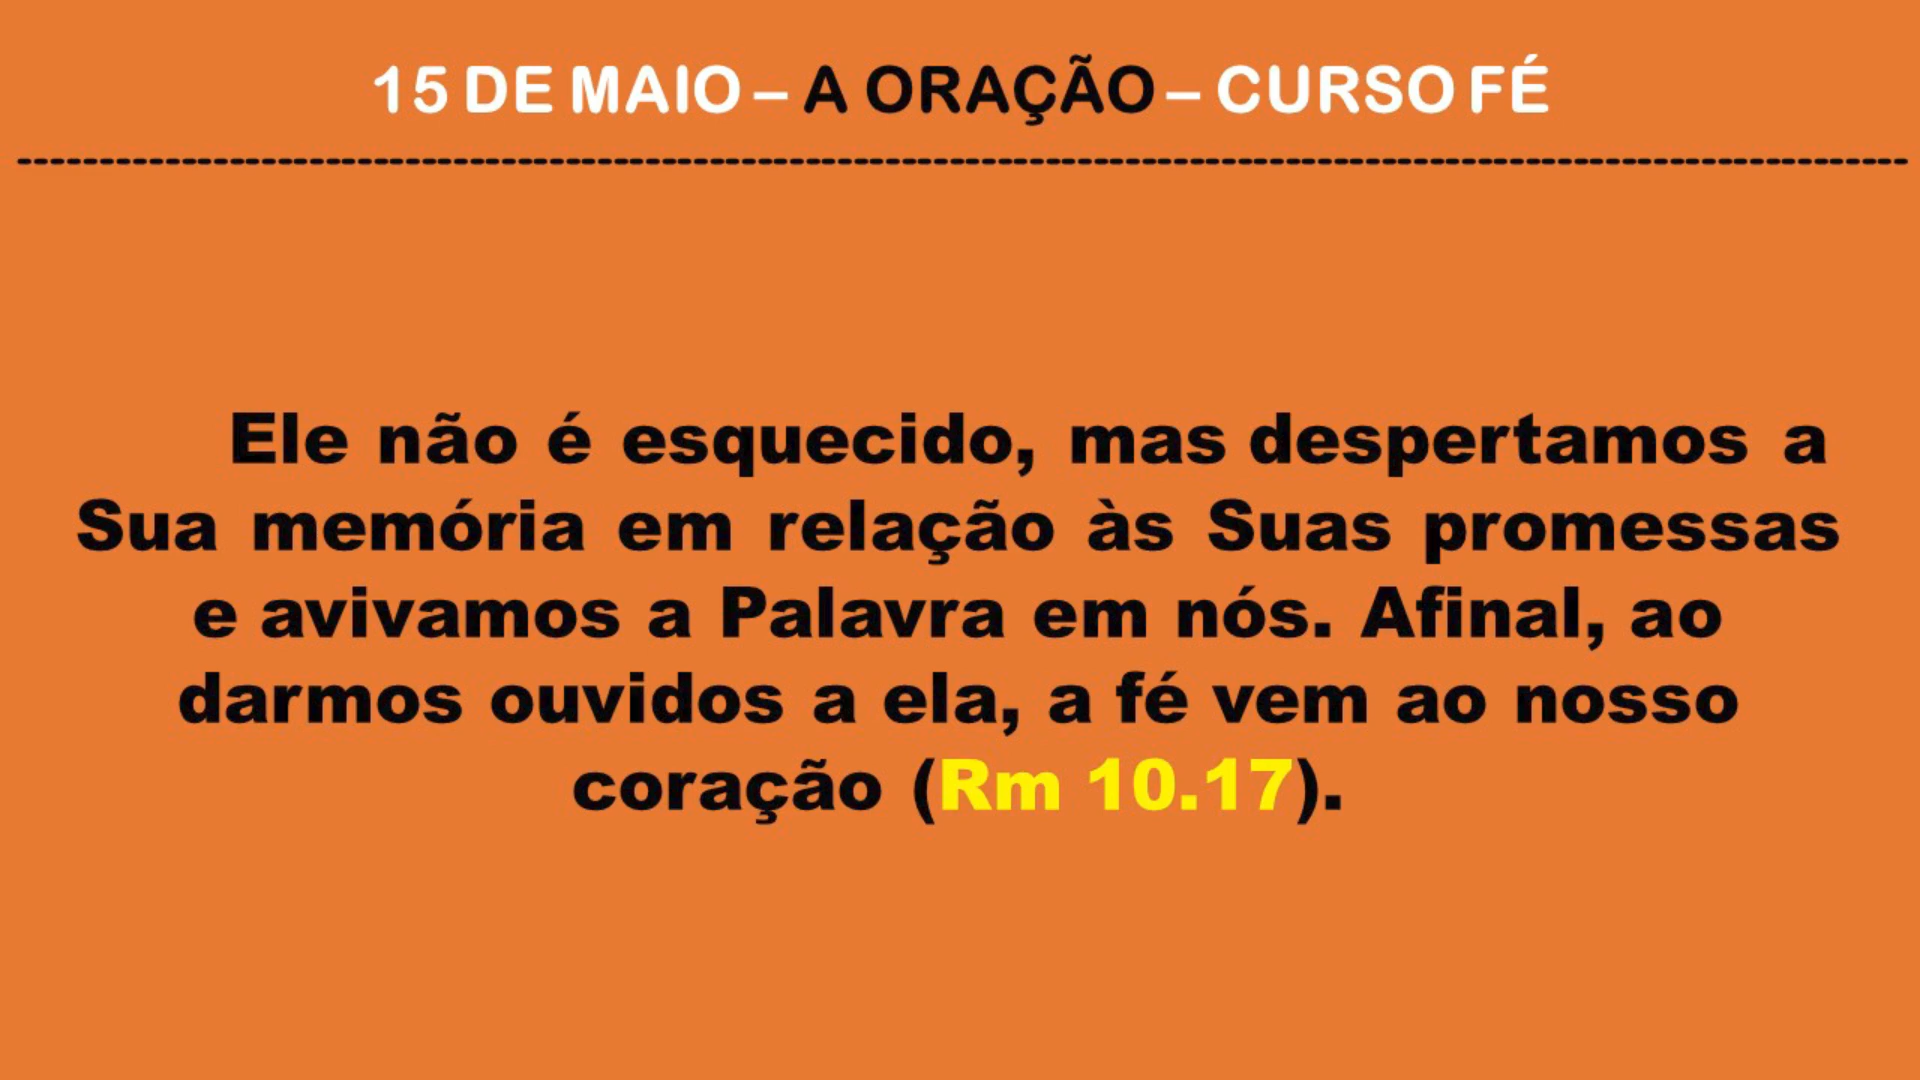 15 DE MAIO – A ORAÇÃO – CURSO FÉ
Ele não é esquecido, mas despertamos a
Sua memória em relação às Suas promessas
e avivamos a Palavra em nós. Afinal, ao
darmos ouvidos a ela, a fé vem ao nosso
coração (Rm 10.17).